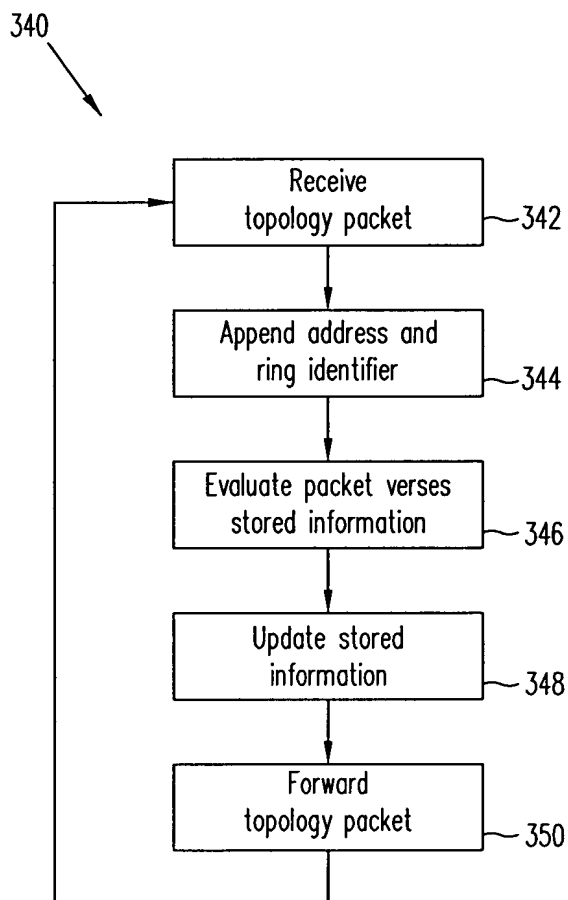 340
Receive
topology packet
342
Append address and
ring identifier
344
Evaluate packet verses
stored information
346
Update stored
information
348
Forward
topology packet
350